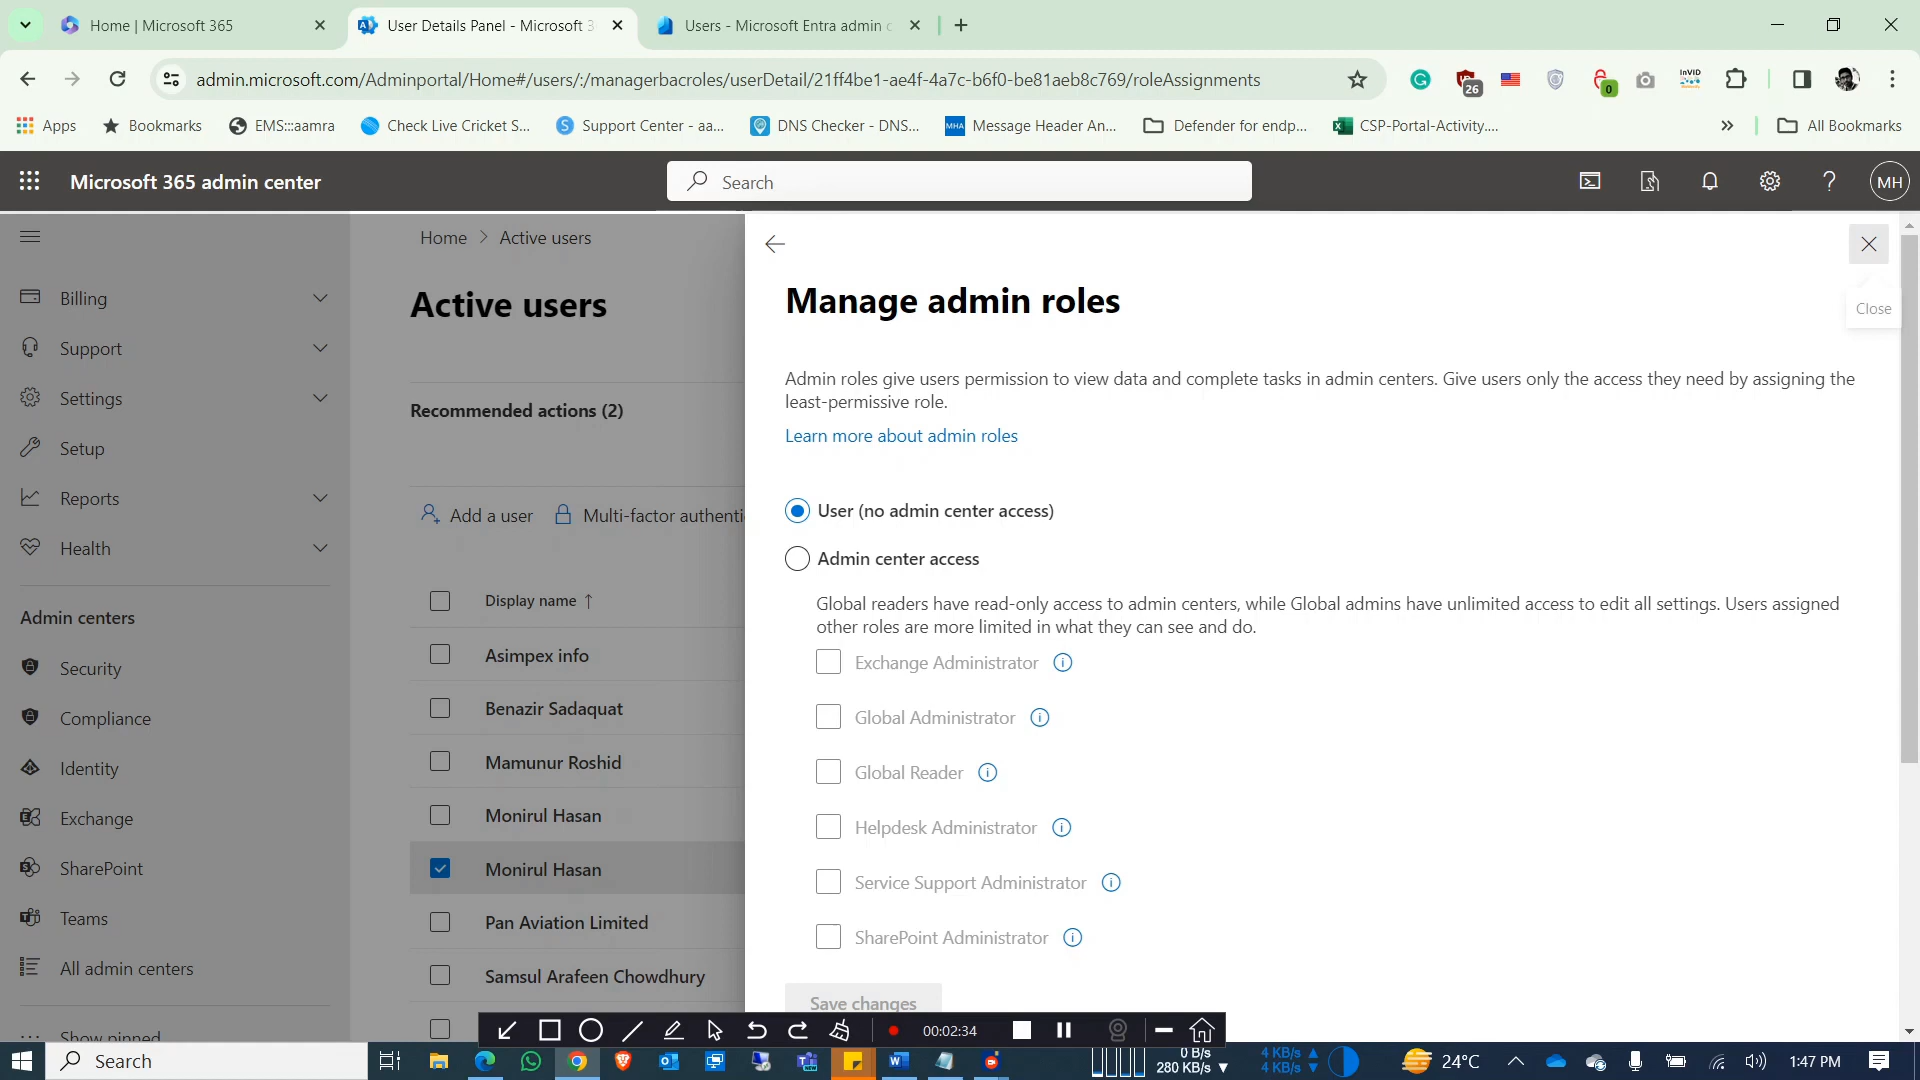 Home | Microsoft 365
User Details Panel - Microsoft 3
Users - Microsoft Entra admin c
admin.microsoft.com/Adminportal/Home#/users/:/managerbacroles/userDetail/21ff4be1-ae4f-4a7c-b6f0-be81aeb8c769/roleAssignments
26
0
InVID
Apps
Bookmarks
EMS:::aamra
Check Live Cricket S...
Support Center - aa...
DNS Checker - DNS...
MHA
Message Header An...
Defender for endp...
CSP-Portal-Activity....
All Bookmarks
Microsoft 365 admin center
Search
MH
Billing
Support
Settings
Setup
Reports
Health
Admin centers
Security
Compliance
Identity
Exchange
SharePoint
Teams
All admin centers
Show pinned
Home > Active users
Active users
Recommended actions (2)
Add a user
Multi-factor authenti
Display name ↑
Asimpex info
Benazir Sadaquat
Mamunur Roshid
Monirul Hasan
Monirul Hasan
Pan Aviation Limited
Samsul Arafeen Chowdhury
Close
Manage admin roles
Admin roles give users permission to view data and complete tasks in admin centers. Give users only the access they need by assigning the
least-permissive role.
Learn more about admin roles
User (no admin center access)
Admin center access
Global readers have read-only access to admin centers, while Global admins have unlimited access to edit all settings. Users assigned
other roles are more limited in what they can see and do.
Exchange Administrator
Global Administrator
Global Reader
Helpdesk Administrator
Service Support Administrator
SharePoint Administrator
Save changes
00:02:34
Search
0 B/s
280 KB/s
4 KB/s
4 KB/s
24°C
1:47 PM